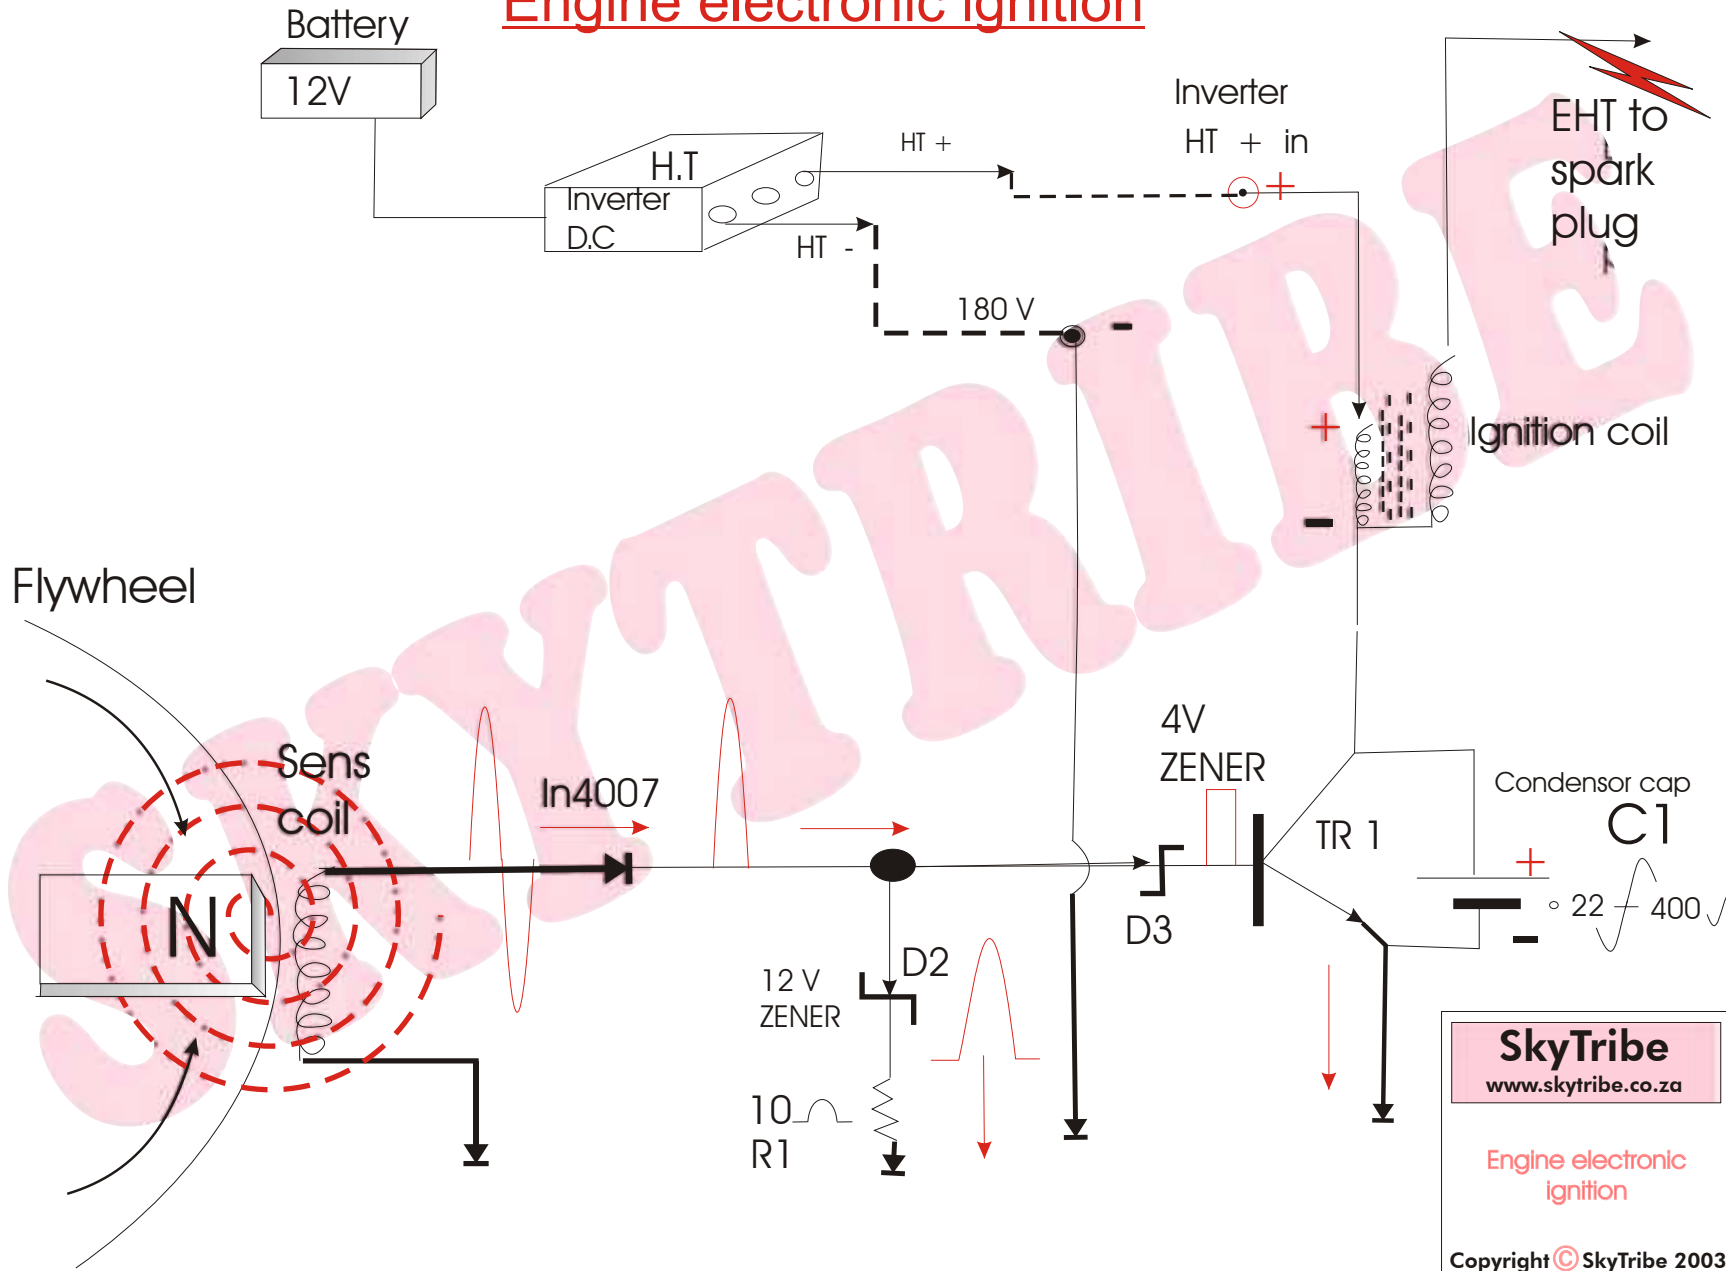 Engine electronic ignition
Battery
12V
H.T
Inverter
D.C
HT +
HT -
Inverter
HT + in
+
180 V
-
EHT to
spark
plug
+
Ignition coil
-
SKYTRIBE
Flywheel
Sens
coil
N
In4007
4V
ZENER
D3
TR 1
Condensor cap
C1
+
22
400
-
D2
12 V
ZENER
10
R1
SkyTribe
www.skytribe.co.za
Engine electronic
ignition
Copyright © SkyTribe 2003